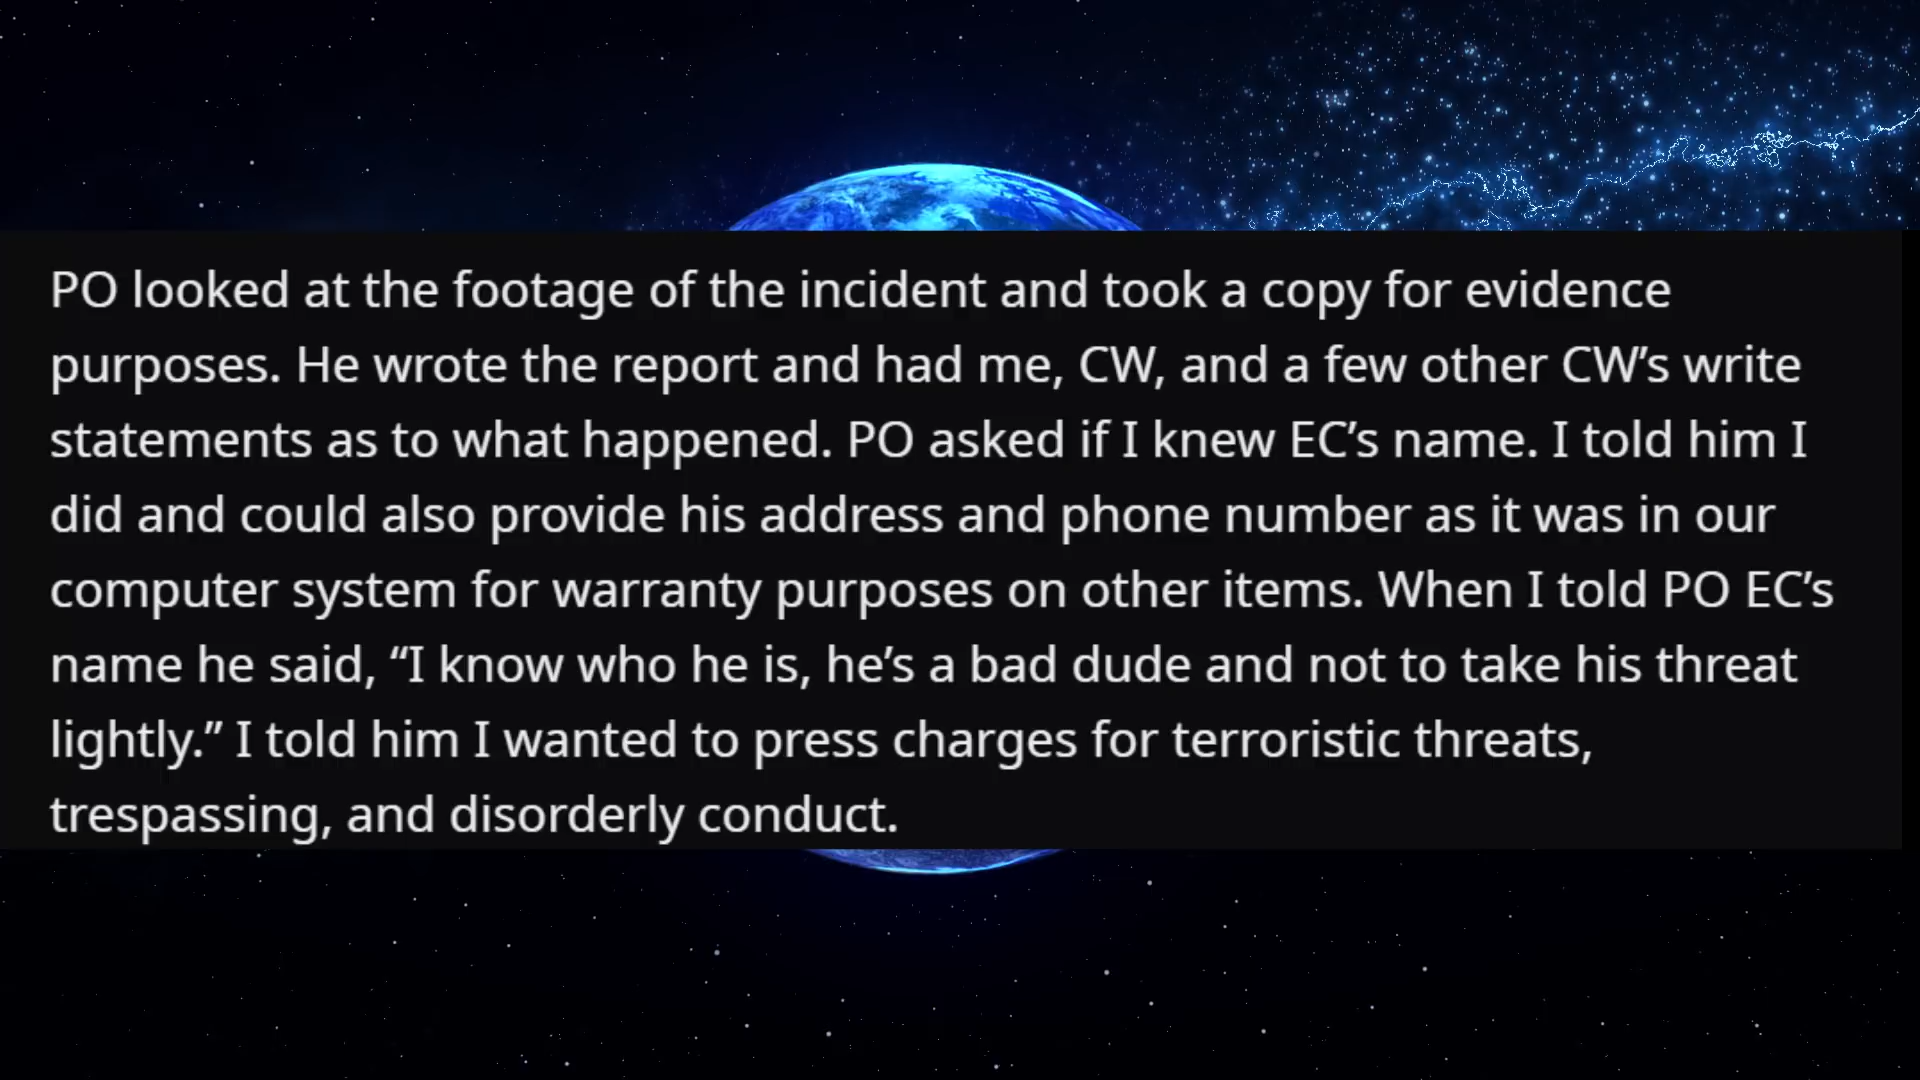 PO looked at the footage of the incident and took a copy for evidence
purposes. He wrote the report and had me, CW, and a few other CW’s write
statements as to what happened. PO asked if I knew EC’s name. I told him I
did and could also provide his address and phone number as it was in our
computer system for warranty purposes on other items. When I told PO EC’s
name he said, “I know who he is, he’s a bad dude and not to take his threat
lightly.” I told him I wanted to press charges for terroristic threats,
trespassing, and disorderly conduct.